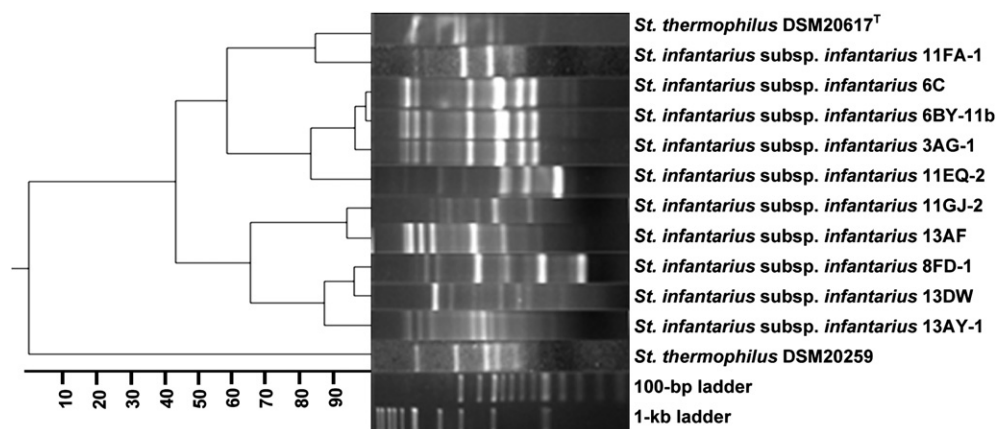 St. thermophilus DSM20617T
St. infantarius subsp. infantarius 11FA-1
St. infantarius subsp. infantarius 6C
St. infantarius subsp. infantarius 6BY-11b
St. infantarius subsp. infantarius 3AG-1
St. infantarius subsp. infantarius 11EQ-2
St. infantarius subsp. infantarius 11GJ-2
St. infantarius subsp. infantarius 13AF
St. infantarius subsp. infantarius 8FD-1
St. infantarius subsp. infantarius 13DW
St. infantarius subsp. infantarius 13AY-1
St. thermophilus DSM20259
100-bp ladder
1-kb ladder
10 20 30 40 50 60 70 80 90